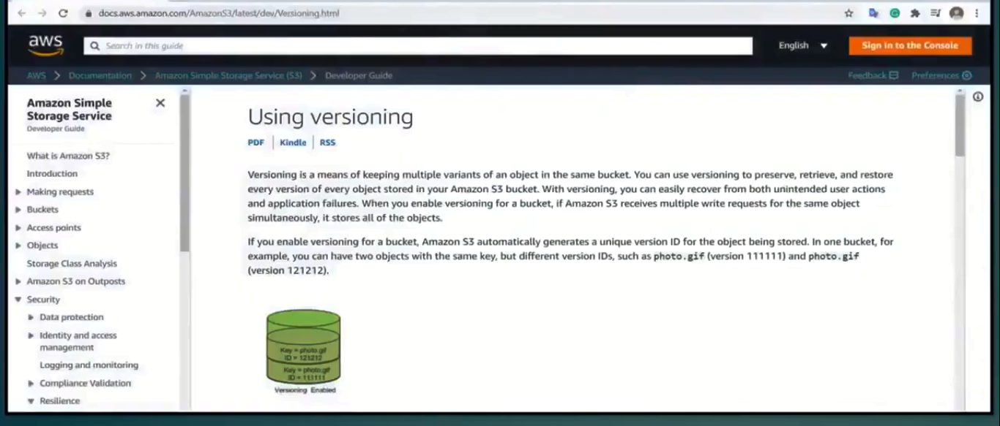 docs.aws.amazon.com/AmazonS3/latest/dev/Versioning.html
aws
Search in this guide
English
Sign In to the Console
AWS > Documentation > Amazon Simple Storage Service (S3) > Developer Guide
Feedback
Preferences
Amazon Simple
Storage Service
Developer Guide
What is Amazon S3?
Introduction
Making requests
Buckets
Access points
Objects
Storage Class Analysis
Amazon S3 on Outposts
Security
Data protection
Identity and access
management
Logging and monitoring
Compliance Validation
Resilience
Using versioning
PDF | Kindle | RSS
Versioning is a means of keeping multiple variants of an object in the same bucket. You can use versioning to preserve, retrieve, and restore
every version of every object stored in your Amazon S3 bucket. With versioning, you can easily recover from both unintended user actions
and application failures. When you enable versioning for a bucket, if Amazon S3 receives multiple write requests for the same object
simultaneously, it stores all of the objects.
If you enable versioning for a bucket, Amazon S3 automatically generates a unique version ID for the object being stored. In one bucket, for
example, you can have two objects with the same key, but different version IDs, such as photo.gif (version 111111) and photo.gif
(version 121212).
Key = photo.gif
ID = 121212
Key = photo.gif
ID = 111111
Versioning Enabled